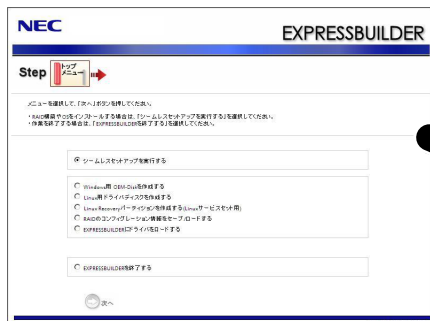 NEC
EXPRESSBUILDER
Step トップメニュー
メニューを選択して、「次へ」ボタンを押してください。
・RAID構築やOSをインストールする場合は、「シームレスセットアップを実行する」を選択してください。
・作業を終了する場合は、「EXPRESSBUILDERを終了する」を選択してください。
シームレスセットアップを実行する
Windows用 OEM-Diskを作成する
Linux用ドライバディスクを作成する
Linux Recoveryパーティションを作成する(Linuxサービスセット用)
RAIDのコンフィグレーション情報をセーブ/ロードする
EXPRESSBUILDERにドライバをロードする
EXPRESSBUILDERを終了する
次へ